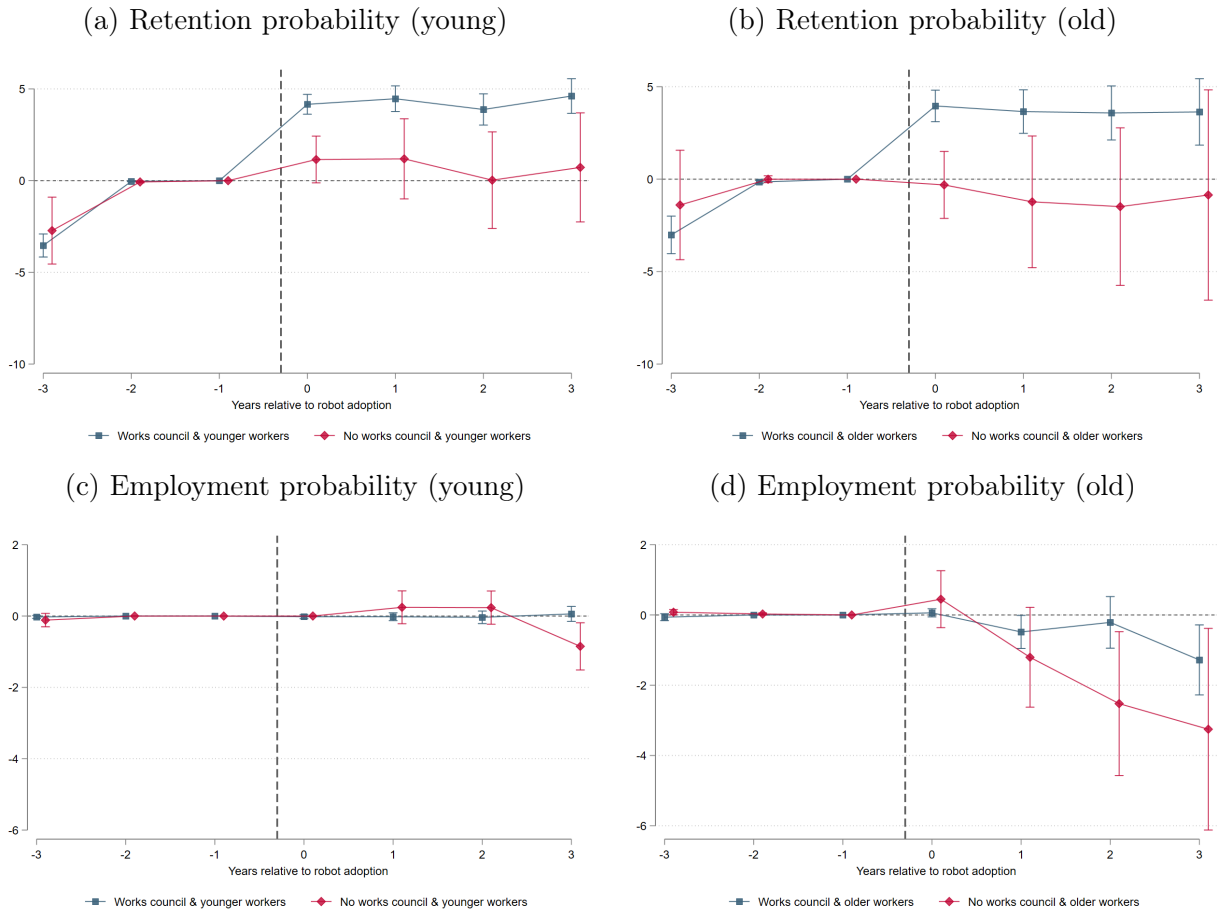 (a) Retention probability (young)
5
0
-5
-10
-3 -2 -1 0 1 2 3
Years relative to robot adoption
Works council & younger workers No works council & younger workers
(b) Retention probability (old)
5
0
-5
-10
-3 -2 -1 0 1 2 3
Years relative to robot adoption
Works council & older workers No works council & older workers
(c) Employment probability (young)
2
0
-2
-4
-6
-3 -2 -1 0 1 2 3
Years relative to robot adoption
Works council & younger workers No works council & younger workers
(d) Employment probability (old)
2
0
-2
-4
-6
-3 -2 -1 0 1 2 3
Years relative to robot adoption
Works council & older workers No works council & older workers